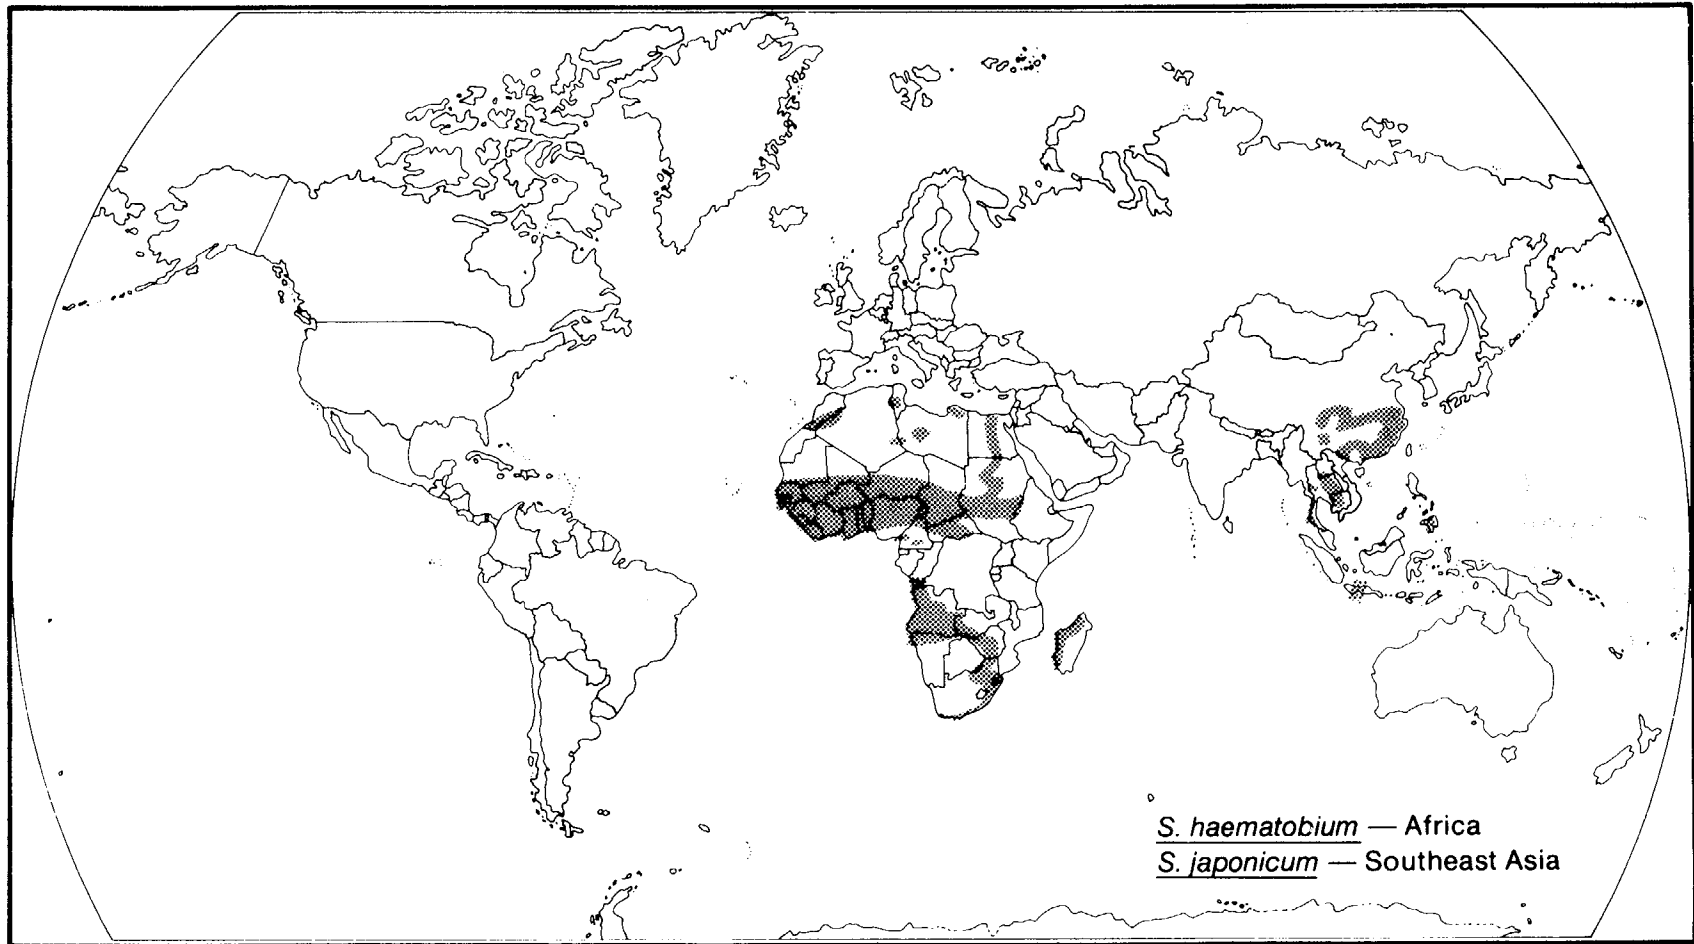 S. haematobium — Africa
S. japonicum — Southeast Asia